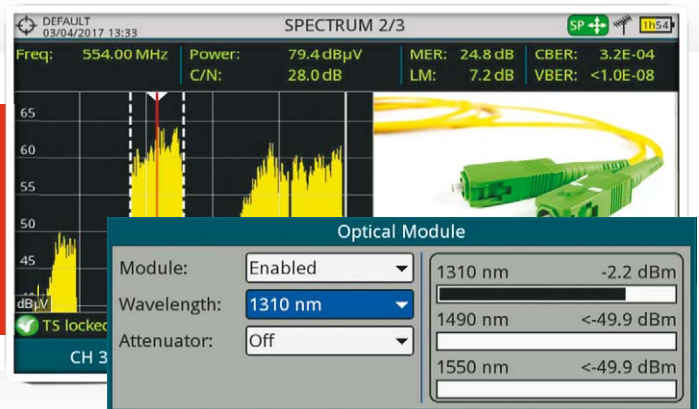 DEFAULT
03/04/2017 13:33
SPECTRUM 2/3
SP
1h54
Freq: 554.00 MHz Power: 79.4 dBµV MER: 24.8 dB CBER: 3.2E-04
C/N: 28.0 dB LM: 7.2 dB VBER: <1.0E-08
65
60
55
50
45
dBµV
TS locked
CH 3
Optical Module
Module: Enabled
Wavelength: 1310 nm
Attenuator: Off
1310 nm -2.2 dBm
1490 nm <-49.9 dBm
1550 nm <-49.9 dBm